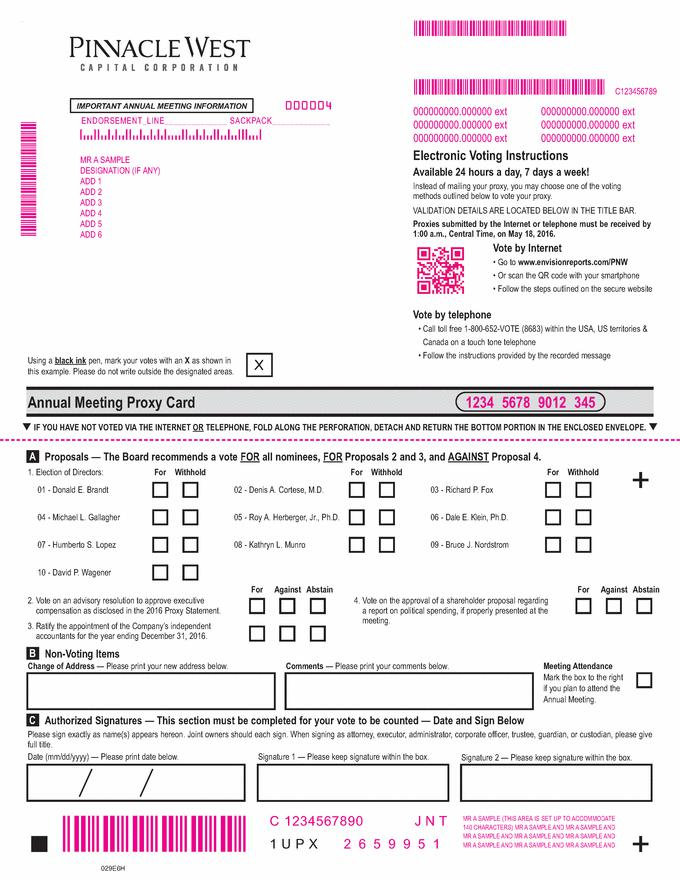 PINNACLE WEST
CAPITAL CORPORATION
IMPORTANT ANNUAL MEETING INFORMATION
000004
ENDORSEMENT_LINE______________ SACKPACK_____________
MR A SAMPLE
DESIGNATION (IF ANY)
ADD 1
ADD 2
ADD 3
ADD 4
ADD 5
ADD 6
C123456789
000000000.000000 ext 000000000.000000 ext
000000000.000000 ext 000000000.000000 ext
000000000.000000 ext 000000000.000000 ext
Electronic Voting Instructions
Available 24 hours a day, 7 days a week!
Instead of mailing your proxy, you may choose one of the voting
methods outlined below to vote your proxy.
VALIDATION DETAILS ARE LOCATED BELOW IN THE TITLE BAR.
Proxies submitted by the Internet or telephone must be received by
1:00 a.m., Central Time, on May 18, 2016.
Vote by Internet
• Go to www.envisionreports.com/PNW
• Or scan the QR code with your smartphone
• Follow the steps outlined on the secure website
Vote by telephone
• Call toll free 1-800-652-VOTE (8683) within the USA, US territories &
Canada on a touch tone telephone
• Follow the instructions provided by the recorded message
Using a black ink pen, mark your votes with an X as shown in
this example. Please do not write outside the designated areas.
X
Annual Meeting Proxy Card
1234 5678 9012 345
▼ IF YOU HAVE NOT VOTED VIA THE INTERNET OR TELEPHONE, FOLD ALONG THE PERFORATION, DETACH AND RETURN THE BOTTOM PORTION IN THE ENCLOSED ENVELOPE. ▼
A Proposals — The Board recommends a vote FOR all nominees, FOR Proposals 2 and 3, and AGAINST Proposal 4.
1. Election of Directors: For Withhold For Withhold For Withhold
+
01 - Donald E. Brandt 02 - Denis A. Cortese, M.D. 03 - Richard P. Fox
04 - Michael L. Gallagher 05 - Roy A. Herberger, Jr., Ph.D. 06 - Dale E. Klein, Ph.D.
07 - Humberto S. Lopez 08 - Kathryn L. Munro 09 - Bruce J. Nordstrom
10 - David P. Wagener
For Against Abstain For Against Abstain
2. Vote on an advisory resolution to approve executive
compensation as disclosed in the 2016 Proxy Statement.
3. Ratify the appointment of the Company's independent
accountants for the year ending December 31, 2016.
4. Vote on the approval of a shareholder proposal regarding
a report on political spending, if properly presented at the
meeting.
B Non-Voting Items
Change of Address — Please print your new address below.
Comments — Please print your comments below.
Meeting Attendance
Mark the box to the right
if you plan to attend the
Annual Meeting.
C Authorized Signatures — This section must be completed for your vote to be counted — Date and Sign Below
Please sign exactly as name(s) appears hereon. Joint owners should each sign. When signing as attorney, executor, administrator, corporate officer, trustee, guardian, or custodian, please give
full title.
Date (mm/dd/yyyy) — Please print date below.
Signature 1 — Please keep signature within the box.
Signature 2 — Please keep signature within the box.
/ /
C 1234567890 J N T
1 U P X 2 6 5 9 9 5 1
MR A SAMPLE (THIS AREA IS SET UP TO ACCOMMODATE
140 CHARACTERS) MR A SAMPLE AND MR A SAMPLE AND
MR A SAMPLE AND MR A SAMPLE AND MR A SAMPLE AND
MR A SAMPLE AND MR A SAMPLE AND MR A SAMPLE AND
+
029E6H